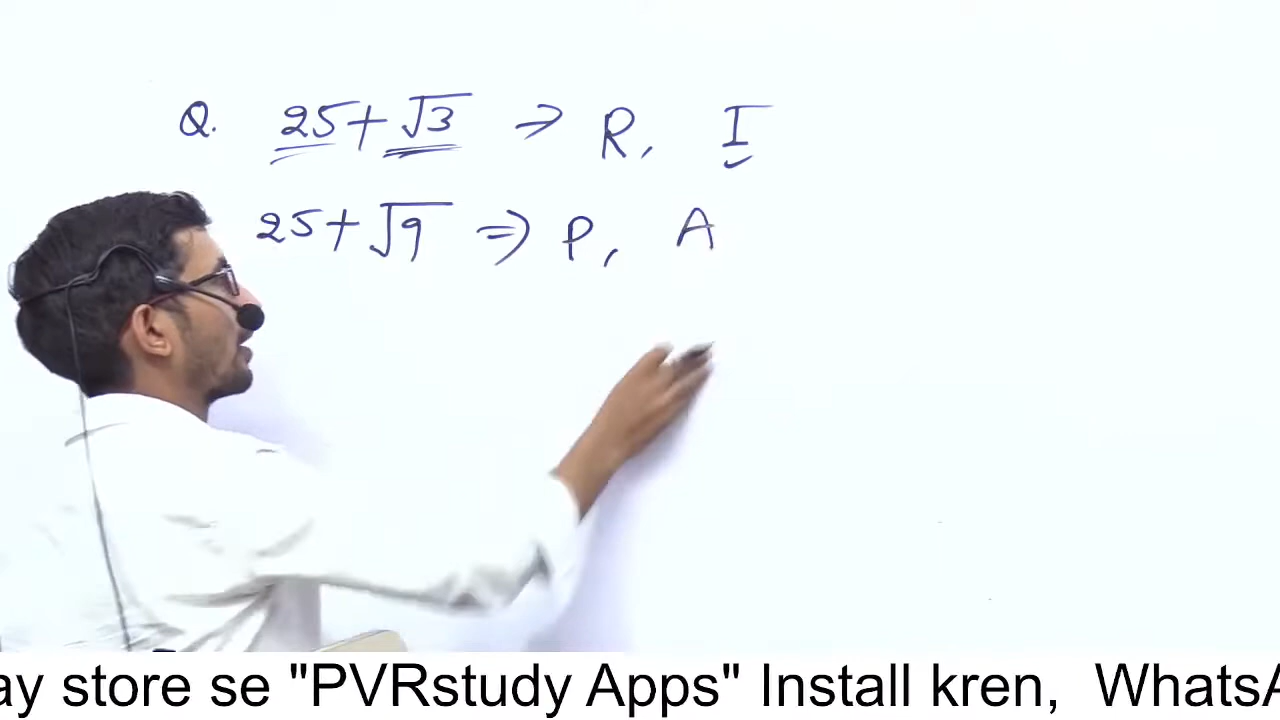 Q. 25+√3 ⇒ R, I
25+√9 ⇒ P, A
ay store se "PVRstudy Apps" Install kren, WhatsA